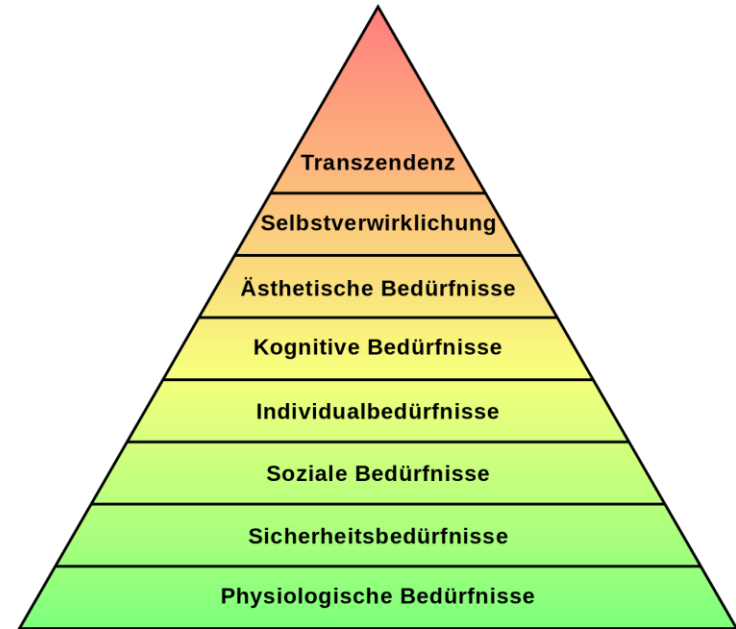 Transzendenz
Selbstverwirklichung
Ästhetische Bedürfnisse
Kognitive Bedürfnisse
Individualbedürfnisse
Soziale Bedürfnisse
Sicherheitsbedürfnisse
Physiologische Bedürfnisse